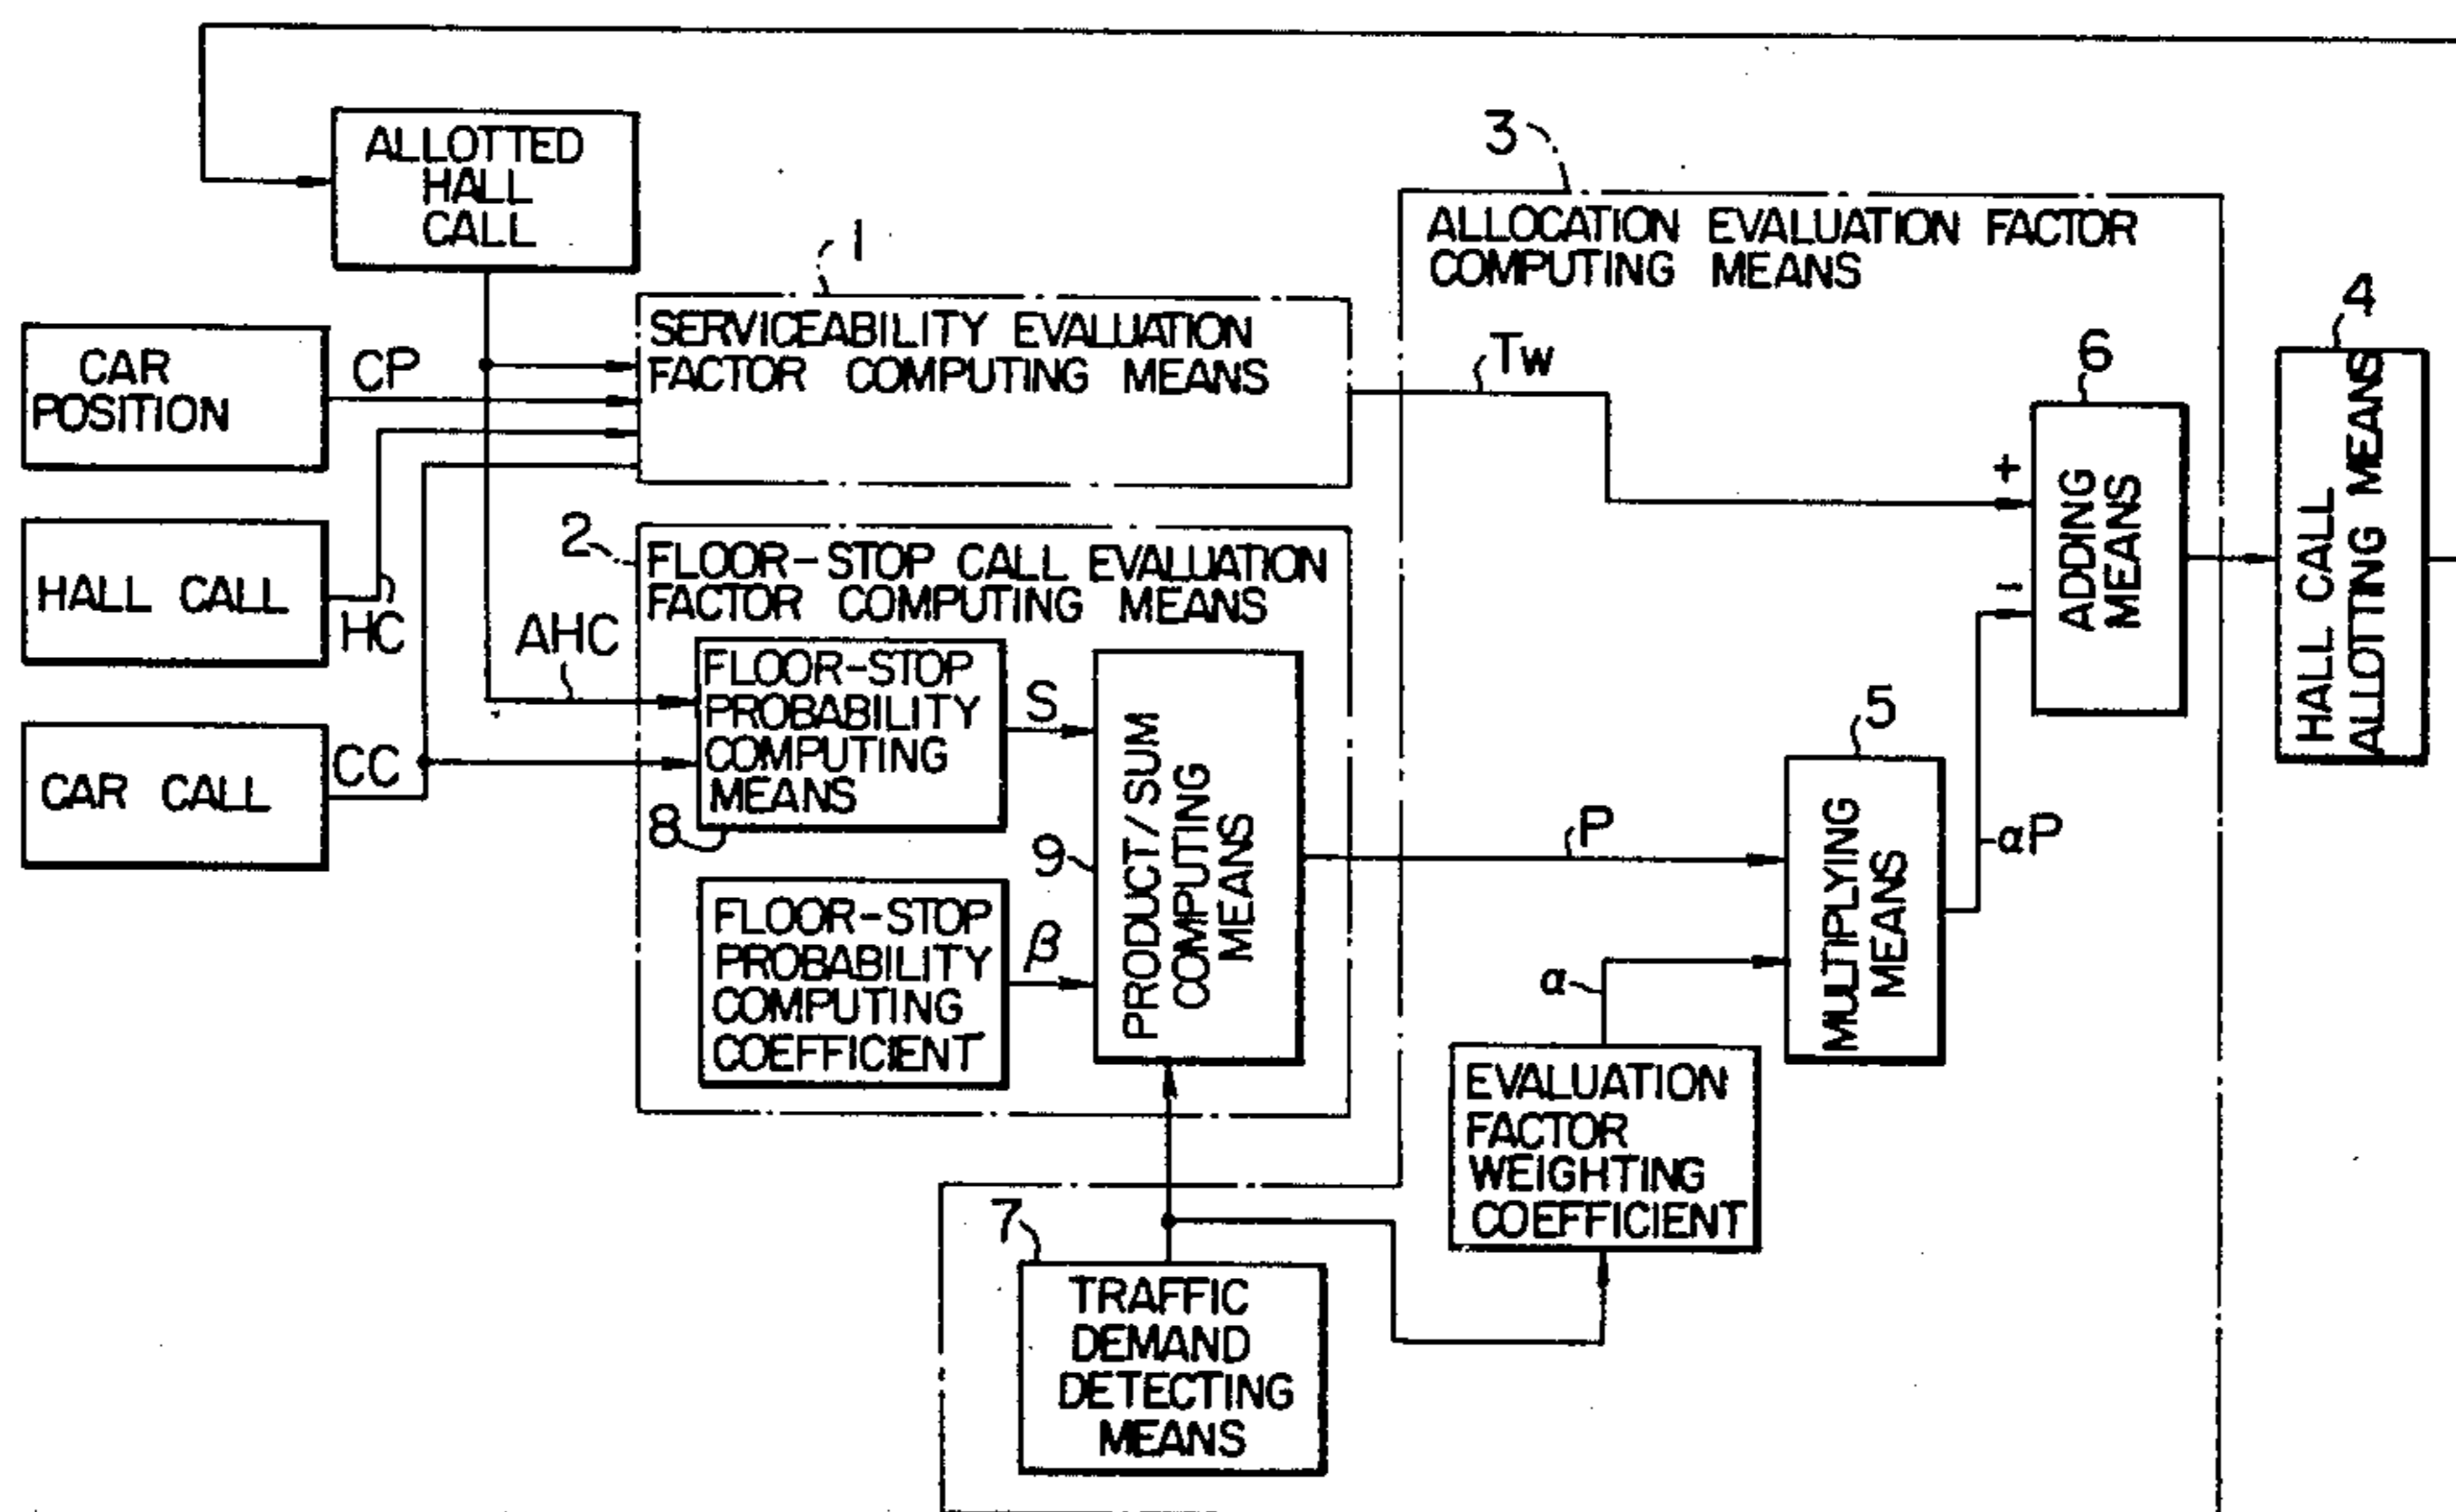 ALLOTTED
HALL
CALL
3
ALLOCATION EVALUATION FACTOR
COMPUTING MEANS
1
SERVICEABILITY EVALUATION
FACTOR COMPUTING MEANS
4
HALL CALL
ALLOTTING MEANS
CAR
POSITION
CP
Tw
6
+
-
ADDING
MEANS
2
FLOOR-STOP CALL EVALUATION
FACTOR COMPUTING MEANS
HALL CALL
HC
AHC
FLOOR-STOP
PROBABILITY
COMPUTING
MEANS
8
S
CAR CALL
CC
9
PRODUCT/SUM
COMPUTING
MEANS
P
5
MULTIPLYING
MEANS
αP
FLOOR-STOP
PROBABILITY
COMPUTING
COEFFICIENT
β
α
EVALUATION
FACTOR
WEIGHTING
COEFFICIENT
7
TRAFFIC
DEMAND
DETECTING
MEANS